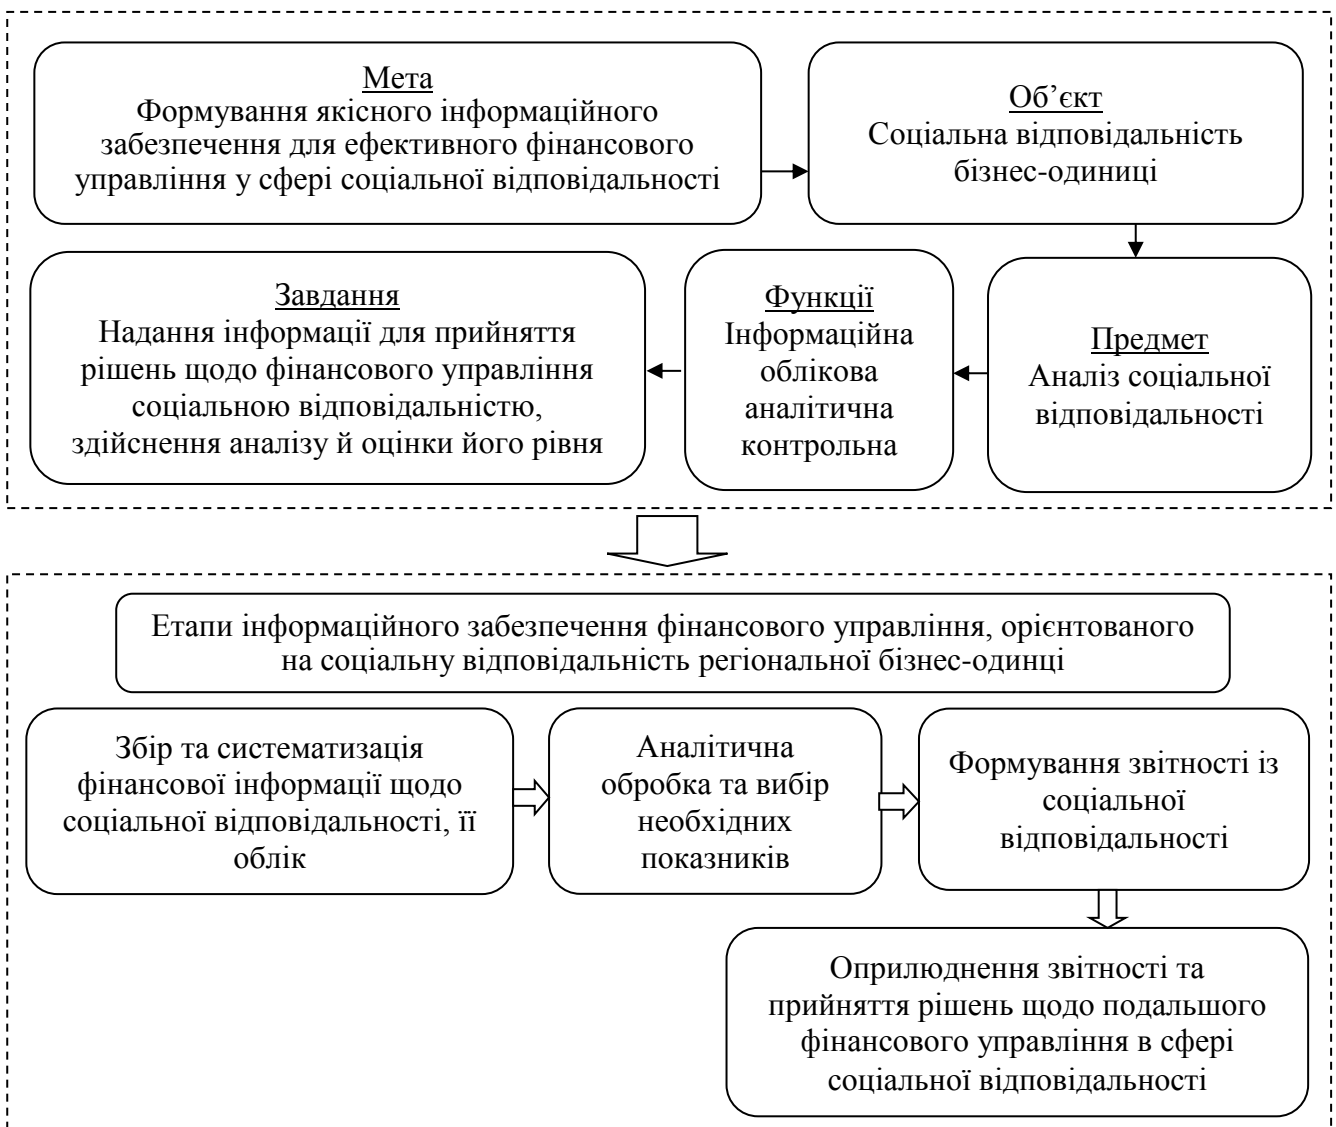 Мета
Формування якісного інформаційного
забезпечення для ефективного фінансового
управління у сфері соціальної відповідальності
Об’єкт
Соціальна відповідальність
бізнес-одиниці
Предмет
Аналіз соціальної
відповідальності
Функції
Інформаційна
облікова
аналітична
контрольна
Завдання
Надання інформації для прийняття
рішень щодо фінансового управління
соціальною відповідальністю,
здійснення аналізу й оцінки його рівня
Етапи інформаційного забезпечення фінансового управління, орієнтованого
на соціальну відповідальність регіональної бізнес-одинці
Збір та систематизація
фінансової інформації щодо
соціальної відповідальності, її
облік
Аналітична
обробка та вибір
необхідних
показників
Формування звітності із
соціальної
відповідальності
Оприлюднення звітності та
прийняття рішень щодо подальшого
фінансового управління в сфері
соціальної відповідальності